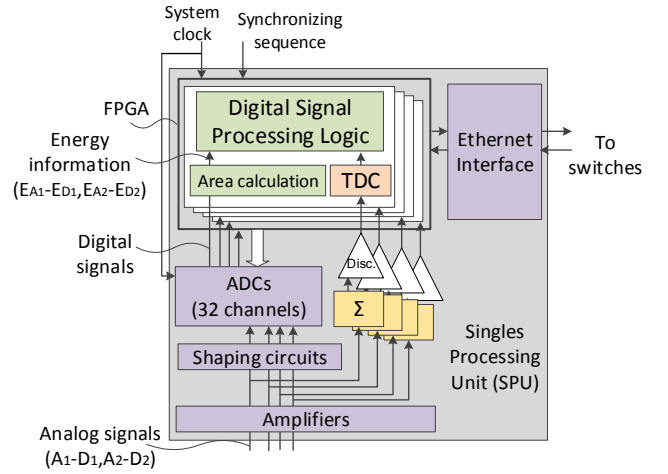 System
clock
Synchronizing
sequence
FPGA
Digital Signal
Processing Logic
Ethernet
Interface
To
switches
Energy
information
(EA1-ED1,EA2-ED2)
Area calculation
TDC
Digital
signals
Disc.
ADCs
(32 channels)
Σ
Shaping circuits
Singles
Processing
Unit (SPU)
Amplifiers
Analog signals
(A1-D1,A2-D2)